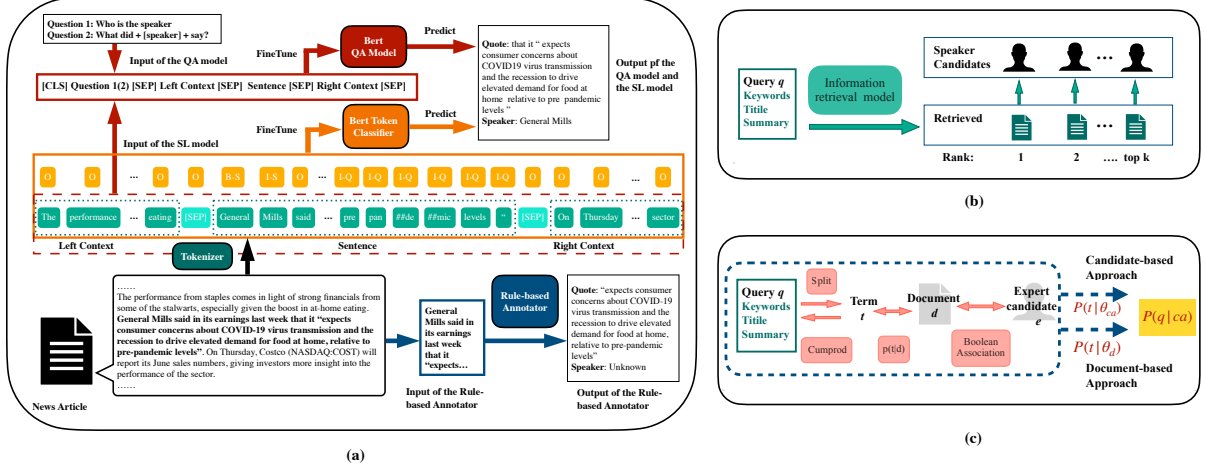 Question 1: Who is the speaker
Question 2: What did + [speaker] + say?
Input of the QA model
FineTune
Bert
QA Model
Predict
[CLS] Question 1(2) [SEP] Left Context [SEP] Sentence [SEP] Right Context [SEP]
Quote: that it “ expects
consumer concerns about
COVID19 virus transmission
and the recession to drive
elevated demand for food at
home relative to pre pandemic
levels ”
Speaker: General Mills
Output pf the
QA model and
the SL model
Input of the SL model
FineTune
Bert Token
Classifier
Predict
O O ... O O B-S I-S O ... I-Q I-Q I-Q I-Q I-Q I-Q O O O ... O
The performance ... eating [SEP] General Mills said ... pre pan ##de ##mic levels “ [SEP] On Thursday ... sector
Left Context Sentence Right Context
Tokenizer
......
The performance from staples comes in light of strong financials from
some of the stalwarts, especially given the boost in at-home eating.
General Mills said in its earnings last week that it “expects
consumer concerns about COVID-19 virus transmission and the
recession to drive elevated demand for food at home, relative to
pre-pandemic levels”. On Thursday, Costco (NASDAQ:COST) will
report its June sales numbers, giving investors more insight into the
performance of the sector.
......
News Article
General
Mills said in
its earnings
last week
that it
“expects…
Input of the Rule-
based Annotator
Rule-based
Annotator
Quote: “expects consumer
concerns about COVID-19
virus transmission and the
recession to drive elevated
demand for food at home,
relative to pre-pandemic
levels”
Speaker: Unknown
Output of the Rule-
based Annotator
(a)
Query q
Keywords
Titile
Summary
Information
retrieval model
Speaker
Candidates
...
Retrieved
...
Rank: 1 2 .... top k
(b)
Query q
Keywords
Titile
Summary
Split
Cumprod
Term
t
p(t|d)
Document
d
Boolean
Association
Expert
candidate
e
Candidate-based
Approach
P(t|θca)
P(t|θd)
Document-based
Approach
P(q|ca)
(c)